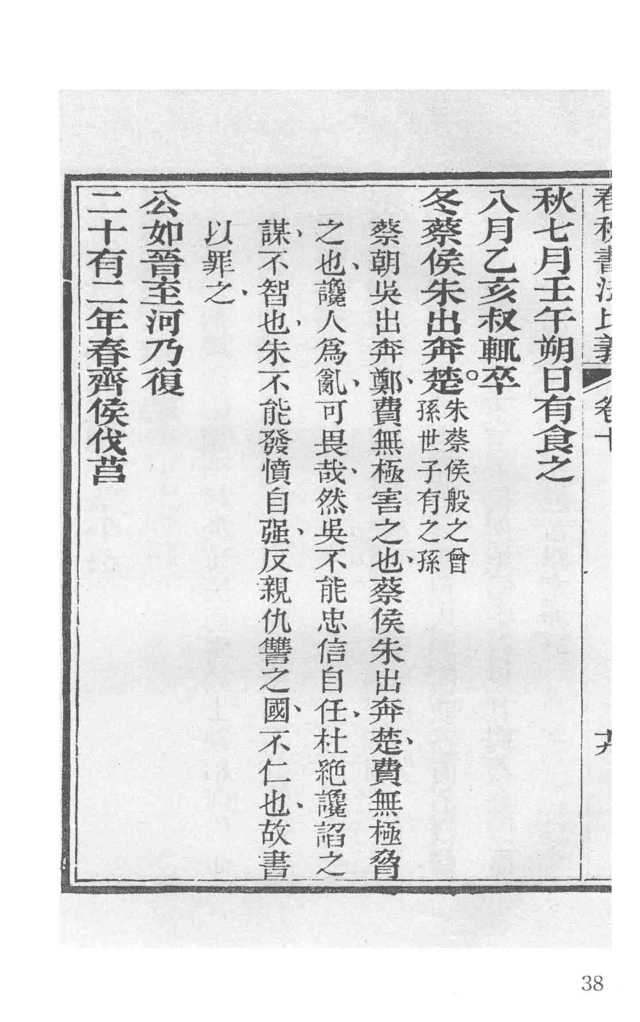 春秋書法比義 卷十
秋七月壬午朔日有食之
八月乙亥叔輒卒
冬蔡侯朱出奔楚。朱蔡侯般之曾
孫世子有之孫
蔡朝吳出奔鄭費無極害之也蔡侯朱出奔楚費無極脅
之也讒人爲亂可畏哉然吳不能忠信自任杜絶讒謟之
謀不智也朱不能發憤自强反親仇讐之國不仁也故書
以罪之
公如晉至河乃復
二十有二年春齊侯伐莒
38